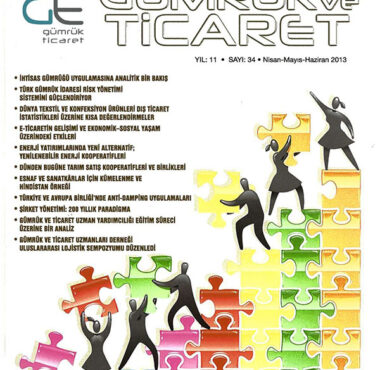 GÜMRÜK ve
TİCARET
gümrük
ticaret
YIL: 11 • SAYI: 34 • Nisan-Mayıs-Haziran 2013
• İHTİSAS GÜMRÜĞÜ UYGULAMASINA ANALİTİK BİR BAKIŞ
• TÜRK GÜMRÜK İDARESİ RİSK YÖNETİMİ
SİSTEMİNİ GÜÇLENDİRİYOR
• DÜNYA TEKSTİL VE KONFEKSİYON ÜRÜNLERİ DIŞ TİCARET
İSTATİSTİKLERİ ÜZERİNE KISA DEĞERLENDİRMELER
• E-TİCARETİN GELİŞİMİ VE EKONOMİK-SOSYAL YAŞAM
ÜZERİNDEKİ ETKİLERİ
• ENERJİ YATIRIMLARINDA YENİ ALTERNATİF;
YENİLENEBİLİR ENERJİ KOOPERATİFLERİ
• DÜNDEN BUGÜNE TARIM SATIŞ KOOPERATİFLERİ VE BİRLİKLERİ
• ESNAF VE SANATKÂRLAR İÇİN KÜMELENME VE
HİNDİSTAN ÖRNEĞİ
• TÜRKİYE VE AVRUPA BİRLİĞİ'NDE ANTİ-DAMPING UYGULAMALARI
• ŞİRKET YÖNETİMİ: 200 YILLIK PARADİGMA
• GÜMRÜK VE TİCARET UZMAN YARDIMCILIĞI EĞİTİM SÜRECİ
ÜZERİNE BİR ANALİZ
• GÜMRÜK VE TİCARET UZMANLARI DERNEĞİ
ULUSLARARASI LOJİSTİK SEMPOZYUMU DÜZENLEDİ